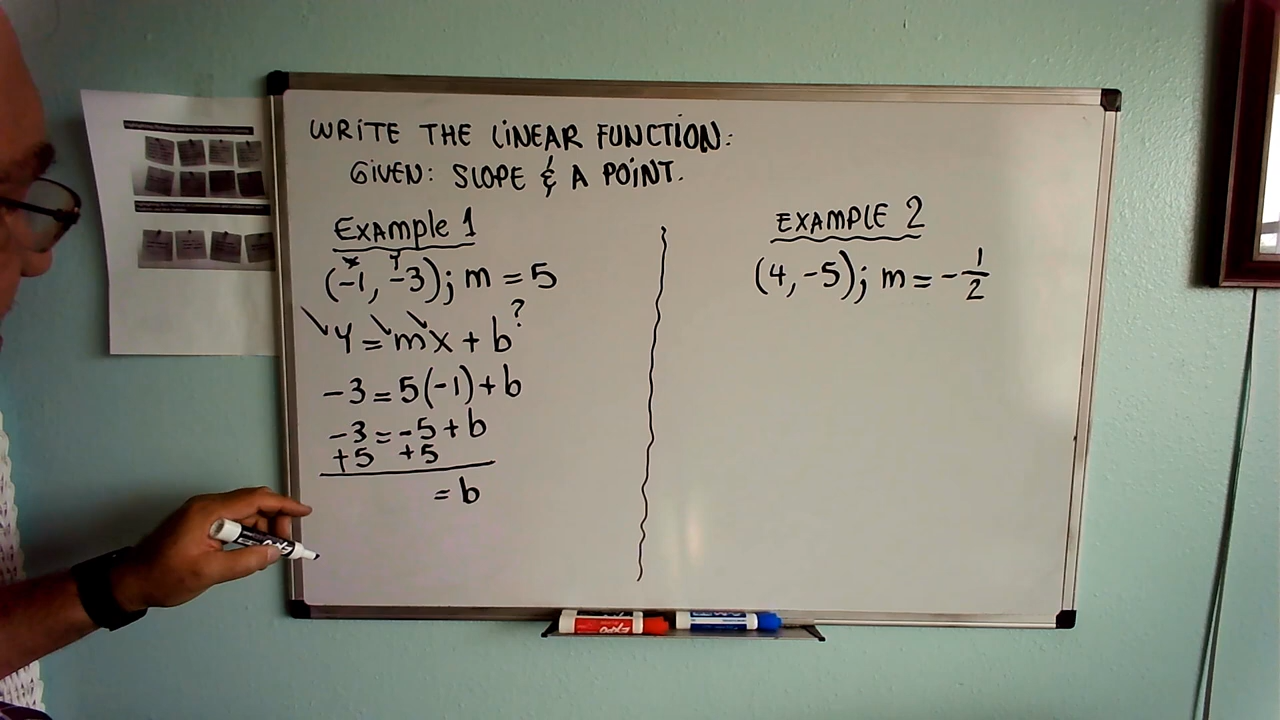 WRITE THE LINEAR FUNCTION:
GIVEN: SLOPE & A POINT.
Example 1
x y
(-1, -3); m = 5
y = mx + b?
-3 = 5(-1) + b
-3 = -5 + b
+5 +5
= b
EXAMPLE 2
(4, -5); m = -1/2
EXPO
EXPO